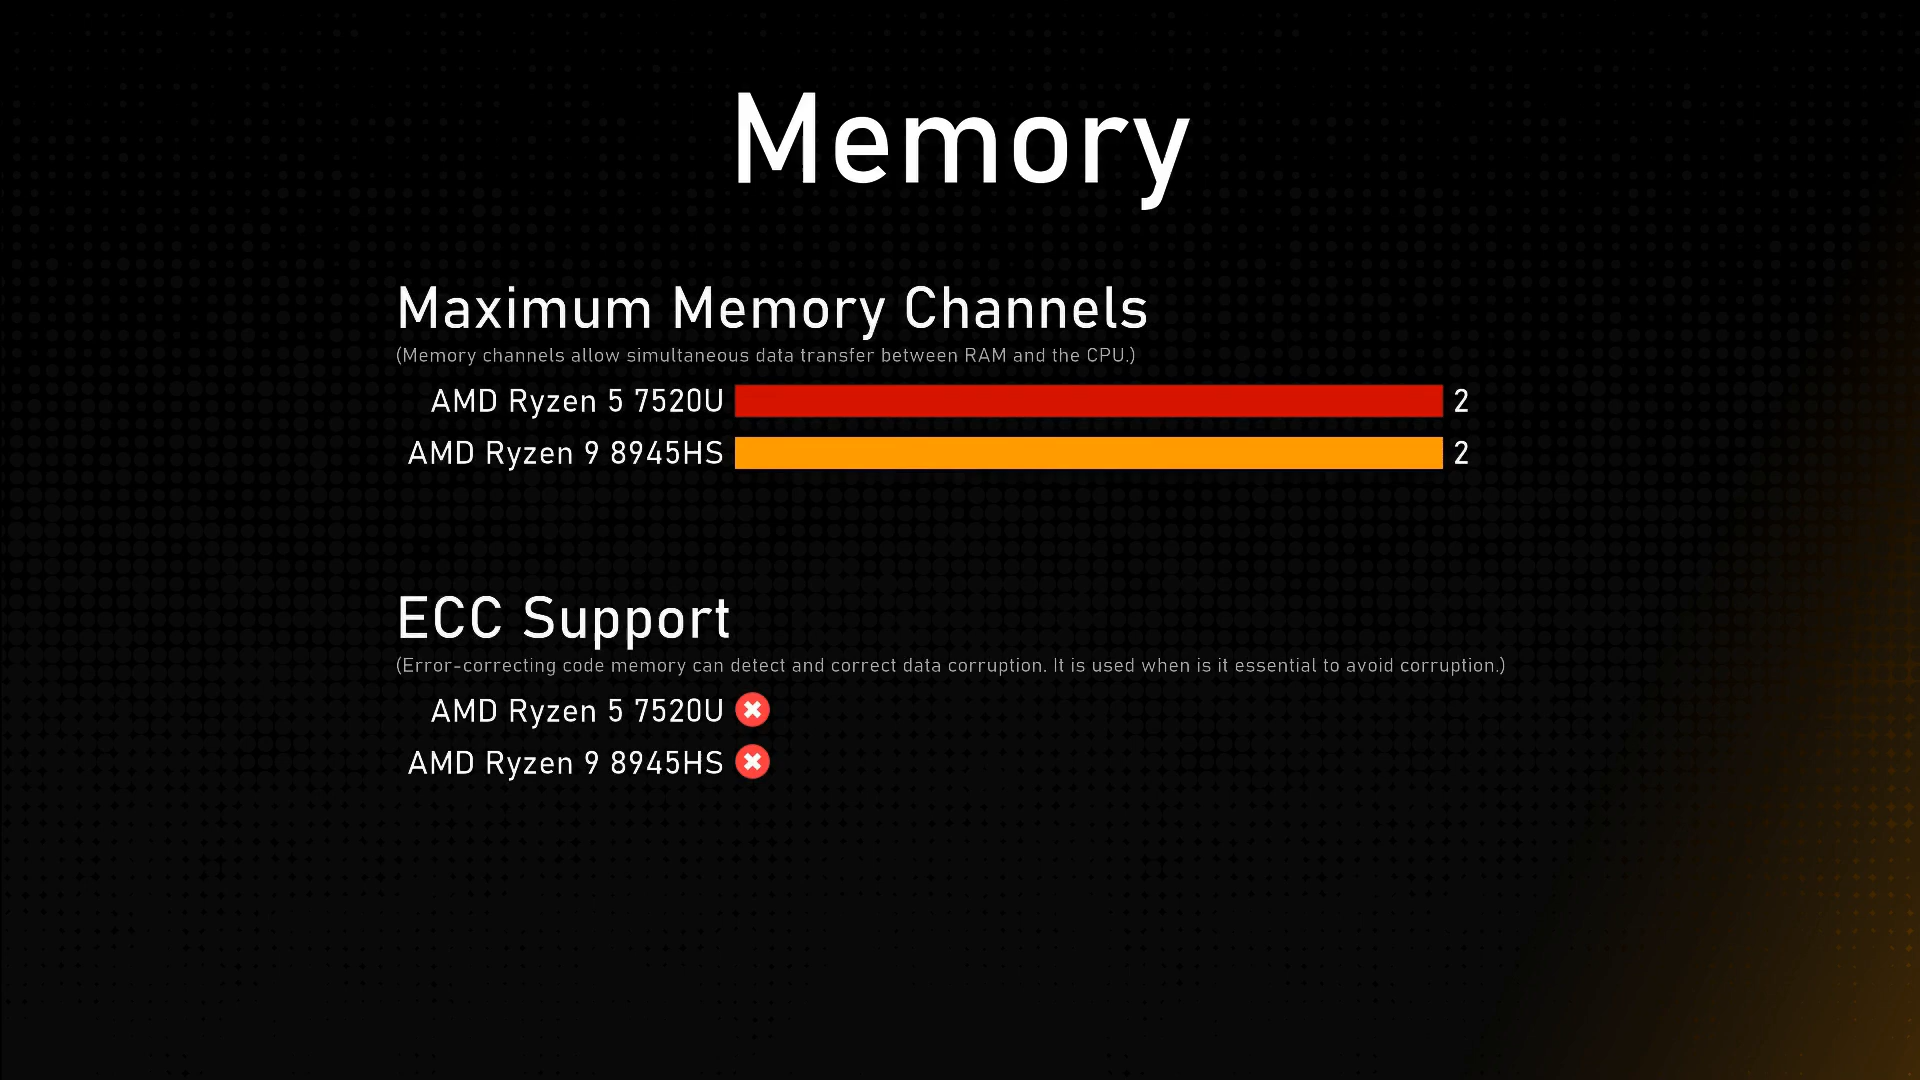 Memory
Maximum Memory Channels
(Memory channels allow simultaneous data transfer between RAM and the CPU.)
AMD Ryzen 5 7520U 2
AMD Ryzen 9 8945HS 2
ECC Support
(Error-correcting code memory can detect and correct data corruption. It is used when is it essential to avoid corruption.)
AMD Ryzen 5 7520U
AMD Ryzen 9 8945HS